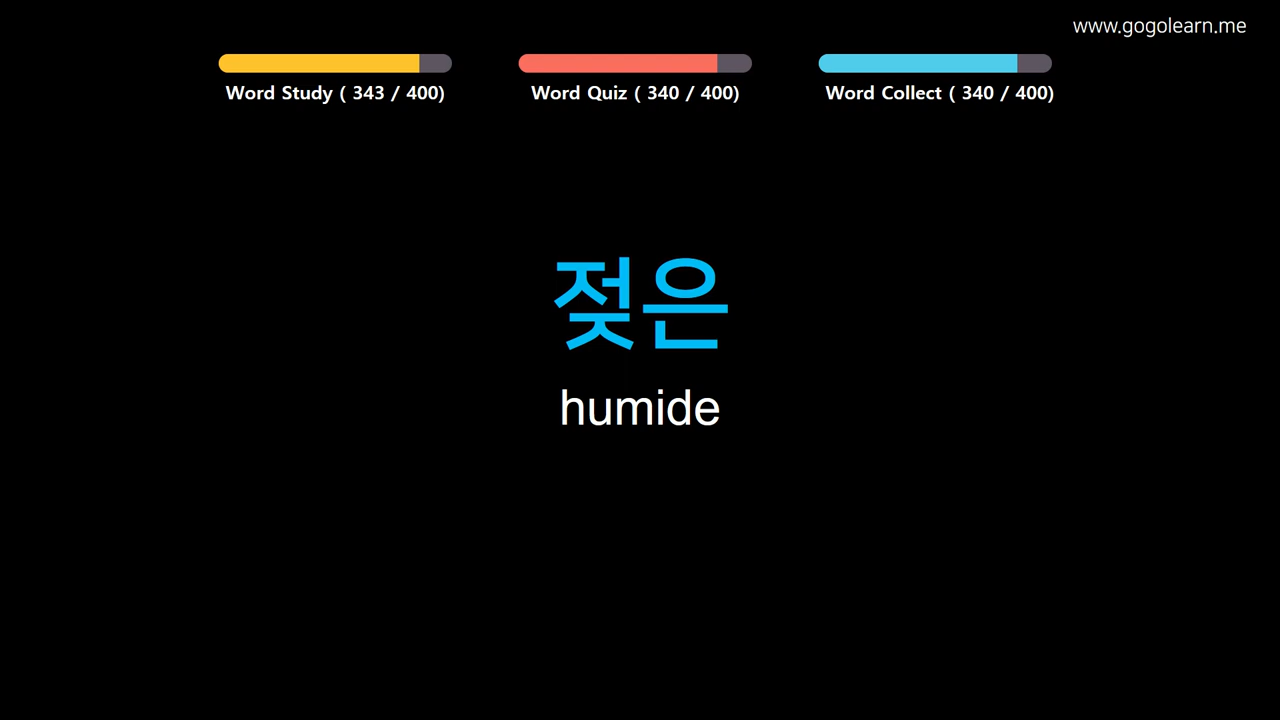 www.gogolearn.me
Word Study ( 343 / 400)
Word Quiz ( 340 / 400)
Word Collect ( 340 / 400)
젖은
humide